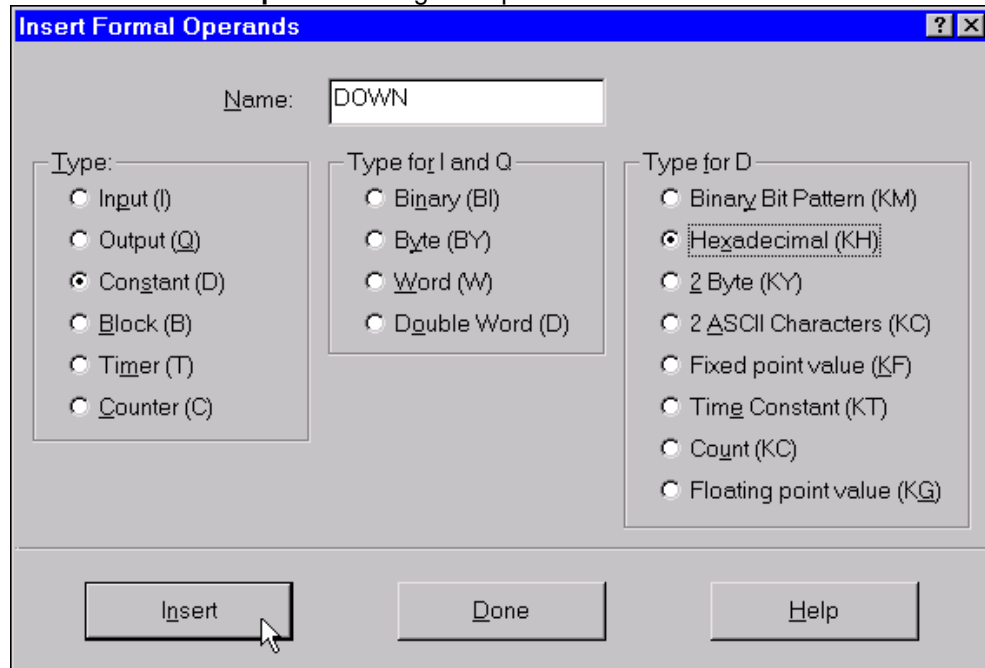 Insert Formal Operands
Name: DOWN
Type:
Input (I)
Output (Q)
Constant (D)
Block (B)
Timer (T)
Counter (C)
Type for I and Q
Binary (BI)
Byte (BY)
Word (W)
Double Word (D)
Type for D
Binary Bit Pattern (KM)
Hexadecimal (KH)
2 Byte (KY)
2 ASCII Characters (KC)
Fixed point value (KF)
Time Constant (KT)
Count (KC)
Floating point value (KG)
Insert Done Help